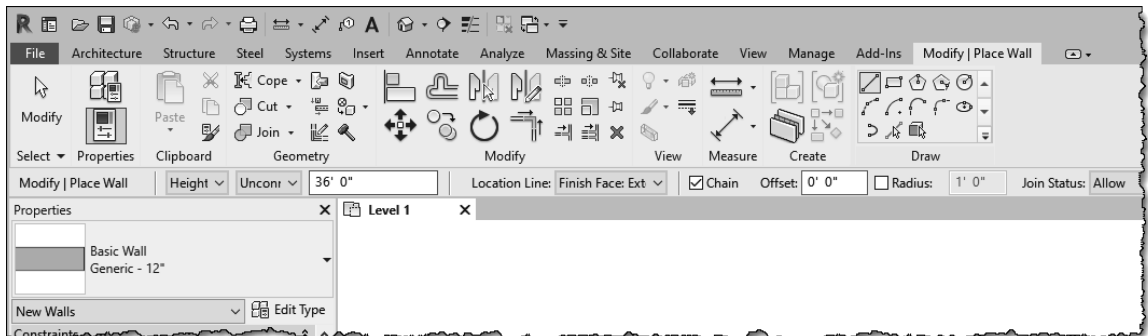 File Architecture Structure Steel Systems Insert Annotate Analyze Massing & Site Collaborate View Manage Add-Ins Modify | Place Wall
Modify Paste Cope Cut Join
Select Properties Clipboard Geometry Modify View Measure Create Draw
Modify | Place Wall Height Unconr 36' 0" Location Line: Finish Face: Ext Chain Offset: 0' 0" Radius: 1' 0" Join Status: Allow
Properties Level 1
Basic Wall
Generic - 12"
New Walls Edit Type
Constraints